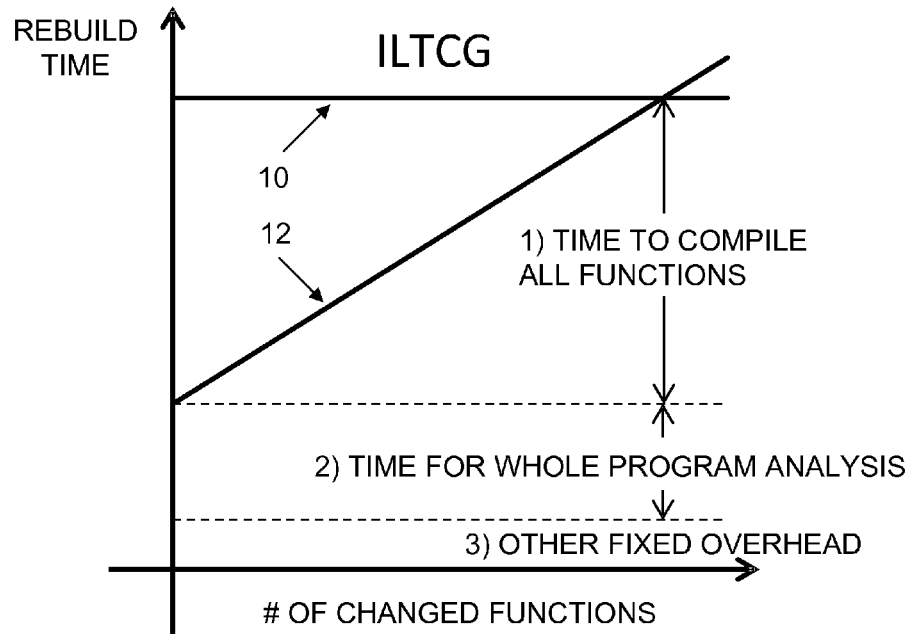 REBUILD
TIME
ILTCG
10
12
1) TIME TO COMPILE
ALL FUNCTIONS
2) TIME FOR WHOLE PROGRAM ANALYSIS
3) OTHER FIXED OVERHEAD
# OF CHANGED FUNCTIONS